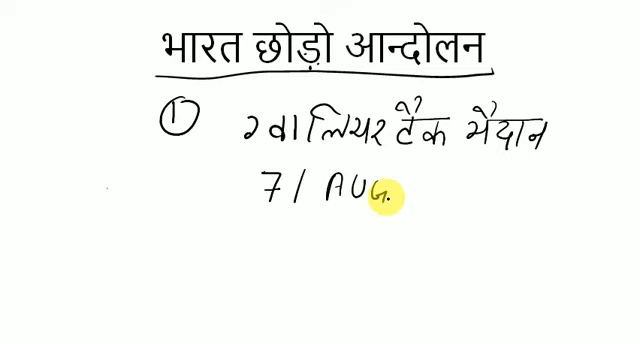 भारत छोड़ो आन्दोलन
① ग्वालियर टैंक मैदान
7/ AUG.